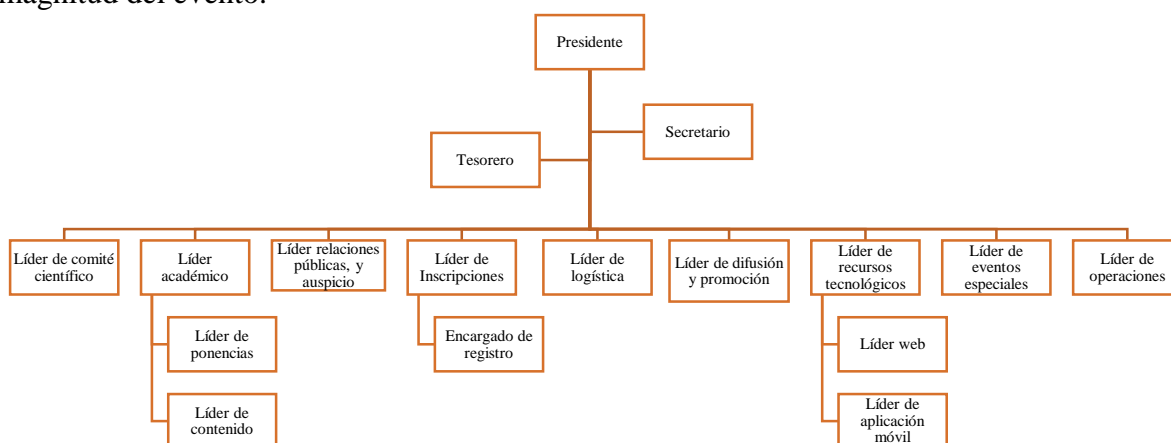 magnitud del evento.
Presidente
Secretario
Tesorero
Líder de comité
científico
Líder
académico
Líder relaciones
públicas, y
auspicio
Líder de
Inscripciones
Líder de
logística
Líder de difusión
y promoción
Líder de
recursos
tecnológicos
Líder de
eventos
especiales
Líder de
operaciones
Líder de
ponencias
Encargado de
registro
Líder web
Líder de
contenido
Líder de
aplicación
móvil